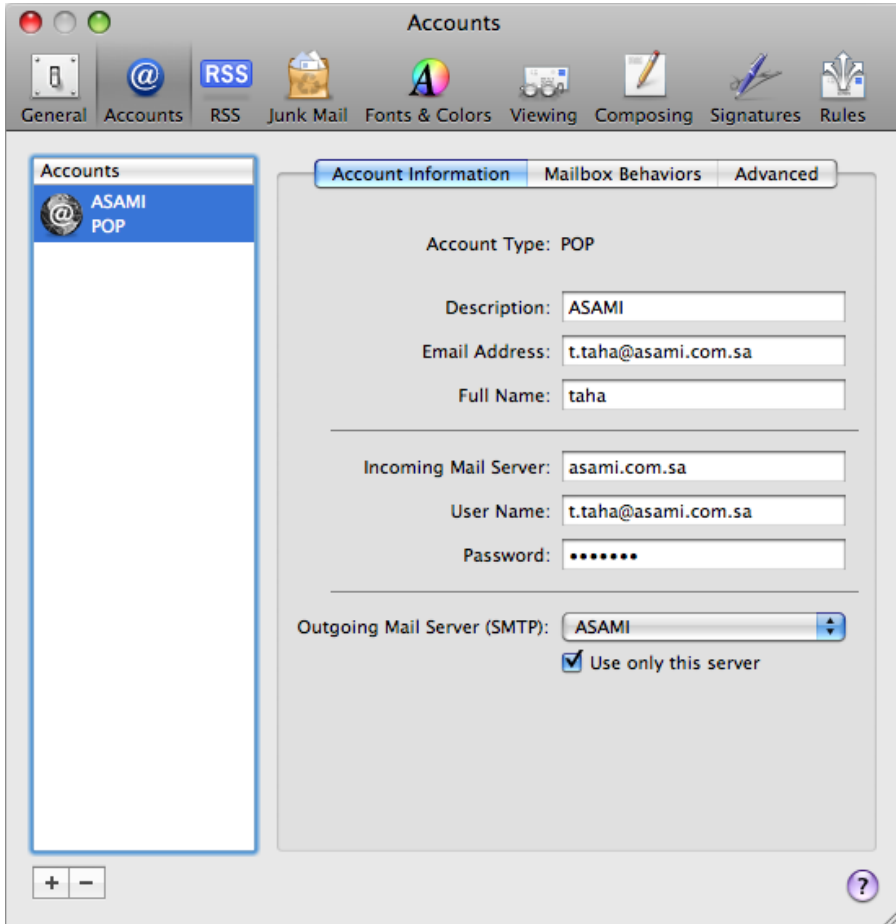 Accounts
General Accounts RSS Junk Mail Fonts & Colors Viewing Composing Signatures Rules
RSS
Accounts
ASAMI
POP
Account Information Mailbox Behaviors Advanced
Account Type: POP
Description: ASAMI
Email Address: t.taha@asami.com.sa
Full Name: taha
Incoming Mail Server: asami.com.sa
User Name: t.taha@asami.com.sa
Password: •••••••
Outgoing Mail Server (SMTP): ASAMI
Use only this server
+ −
?